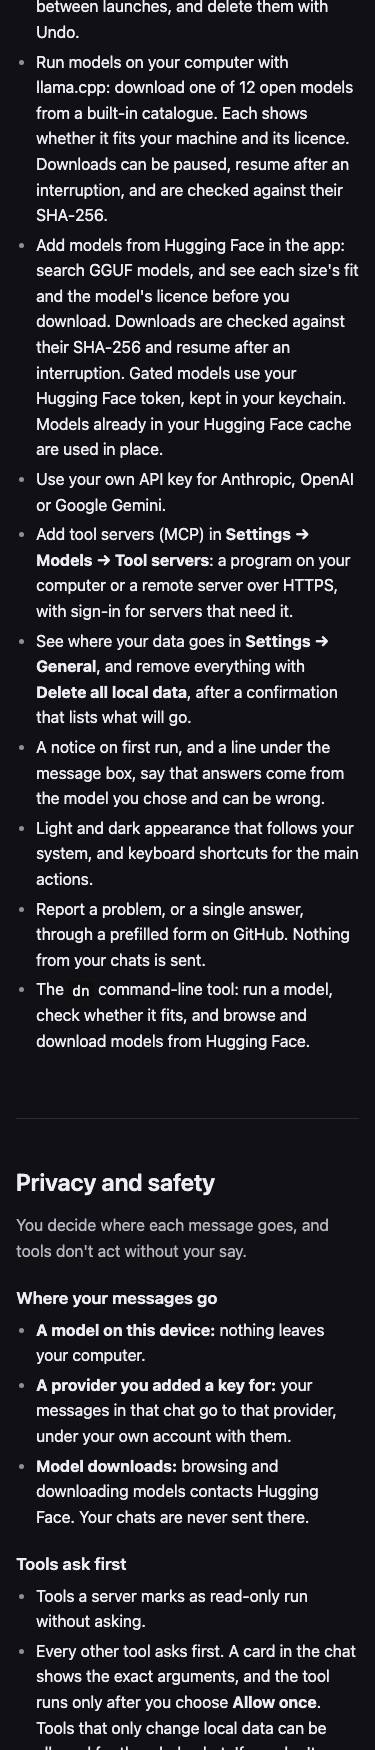 between launches, and delete them with
Undo.
• Run models on your computer with
llama.cpp: download one of 12 open models
from a built-in catalogue. Each shows
whether it fits your machine and its licence.
Downloads can be paused, resume after an
interruption, and are checked against their
SHA-256.
• Add models from Hugging Face in the app:
search GGUF models, and see each size's fit
and the model's licence before you
download. Downloads are checked against
their SHA-256 and resume after an
interruption. Gated models use your
Hugging Face token, kept in your keychain.
Models already in your Hugging Face cache
are used in place.
• Use your own API key for Anthropic, OpenAI
or Google Gemini.
• Add tool servers (MCP) in Settings →
Models → Tool servers: a program on your
computer or a remote server over HTTPS,
with sign-in for servers that need it.
• See where your data goes in Settings →
General, and remove everything with
Delete all local data, after a confirmation
that lists what will go.
• A notice on first run, and a line under the
message box, say that answers come from
the model you chose and can be wrong.
• Light and dark appearance that follows your
system, and keyboard shortcuts for the main
actions.
• Report a problem, or a single answer,
through a prefilled form on GitHub. Nothing
from your chats is sent.
• The dn command-line tool: run a model,
check whether it fits, and browse and
download models from Hugging Face.
Privacy and safety
You decide where each message goes, and
tools don't act without your say.
Where your messages go
• A model on this device: nothing leaves
your computer.
• A provider you added a key for: your
messages in that chat go to that provider,
under your own account with them.
• Model downloads: browsing and
downloading models contacts Hugging
Face. Your chats are never sent there.
Tools ask first
• Tools a server marks as read-only run
without asking.
• Every other tool asks first. A card in the chat
shows the exact arguments, and the tool
runs only after you choose Allow once.
Tools that only change local data can be